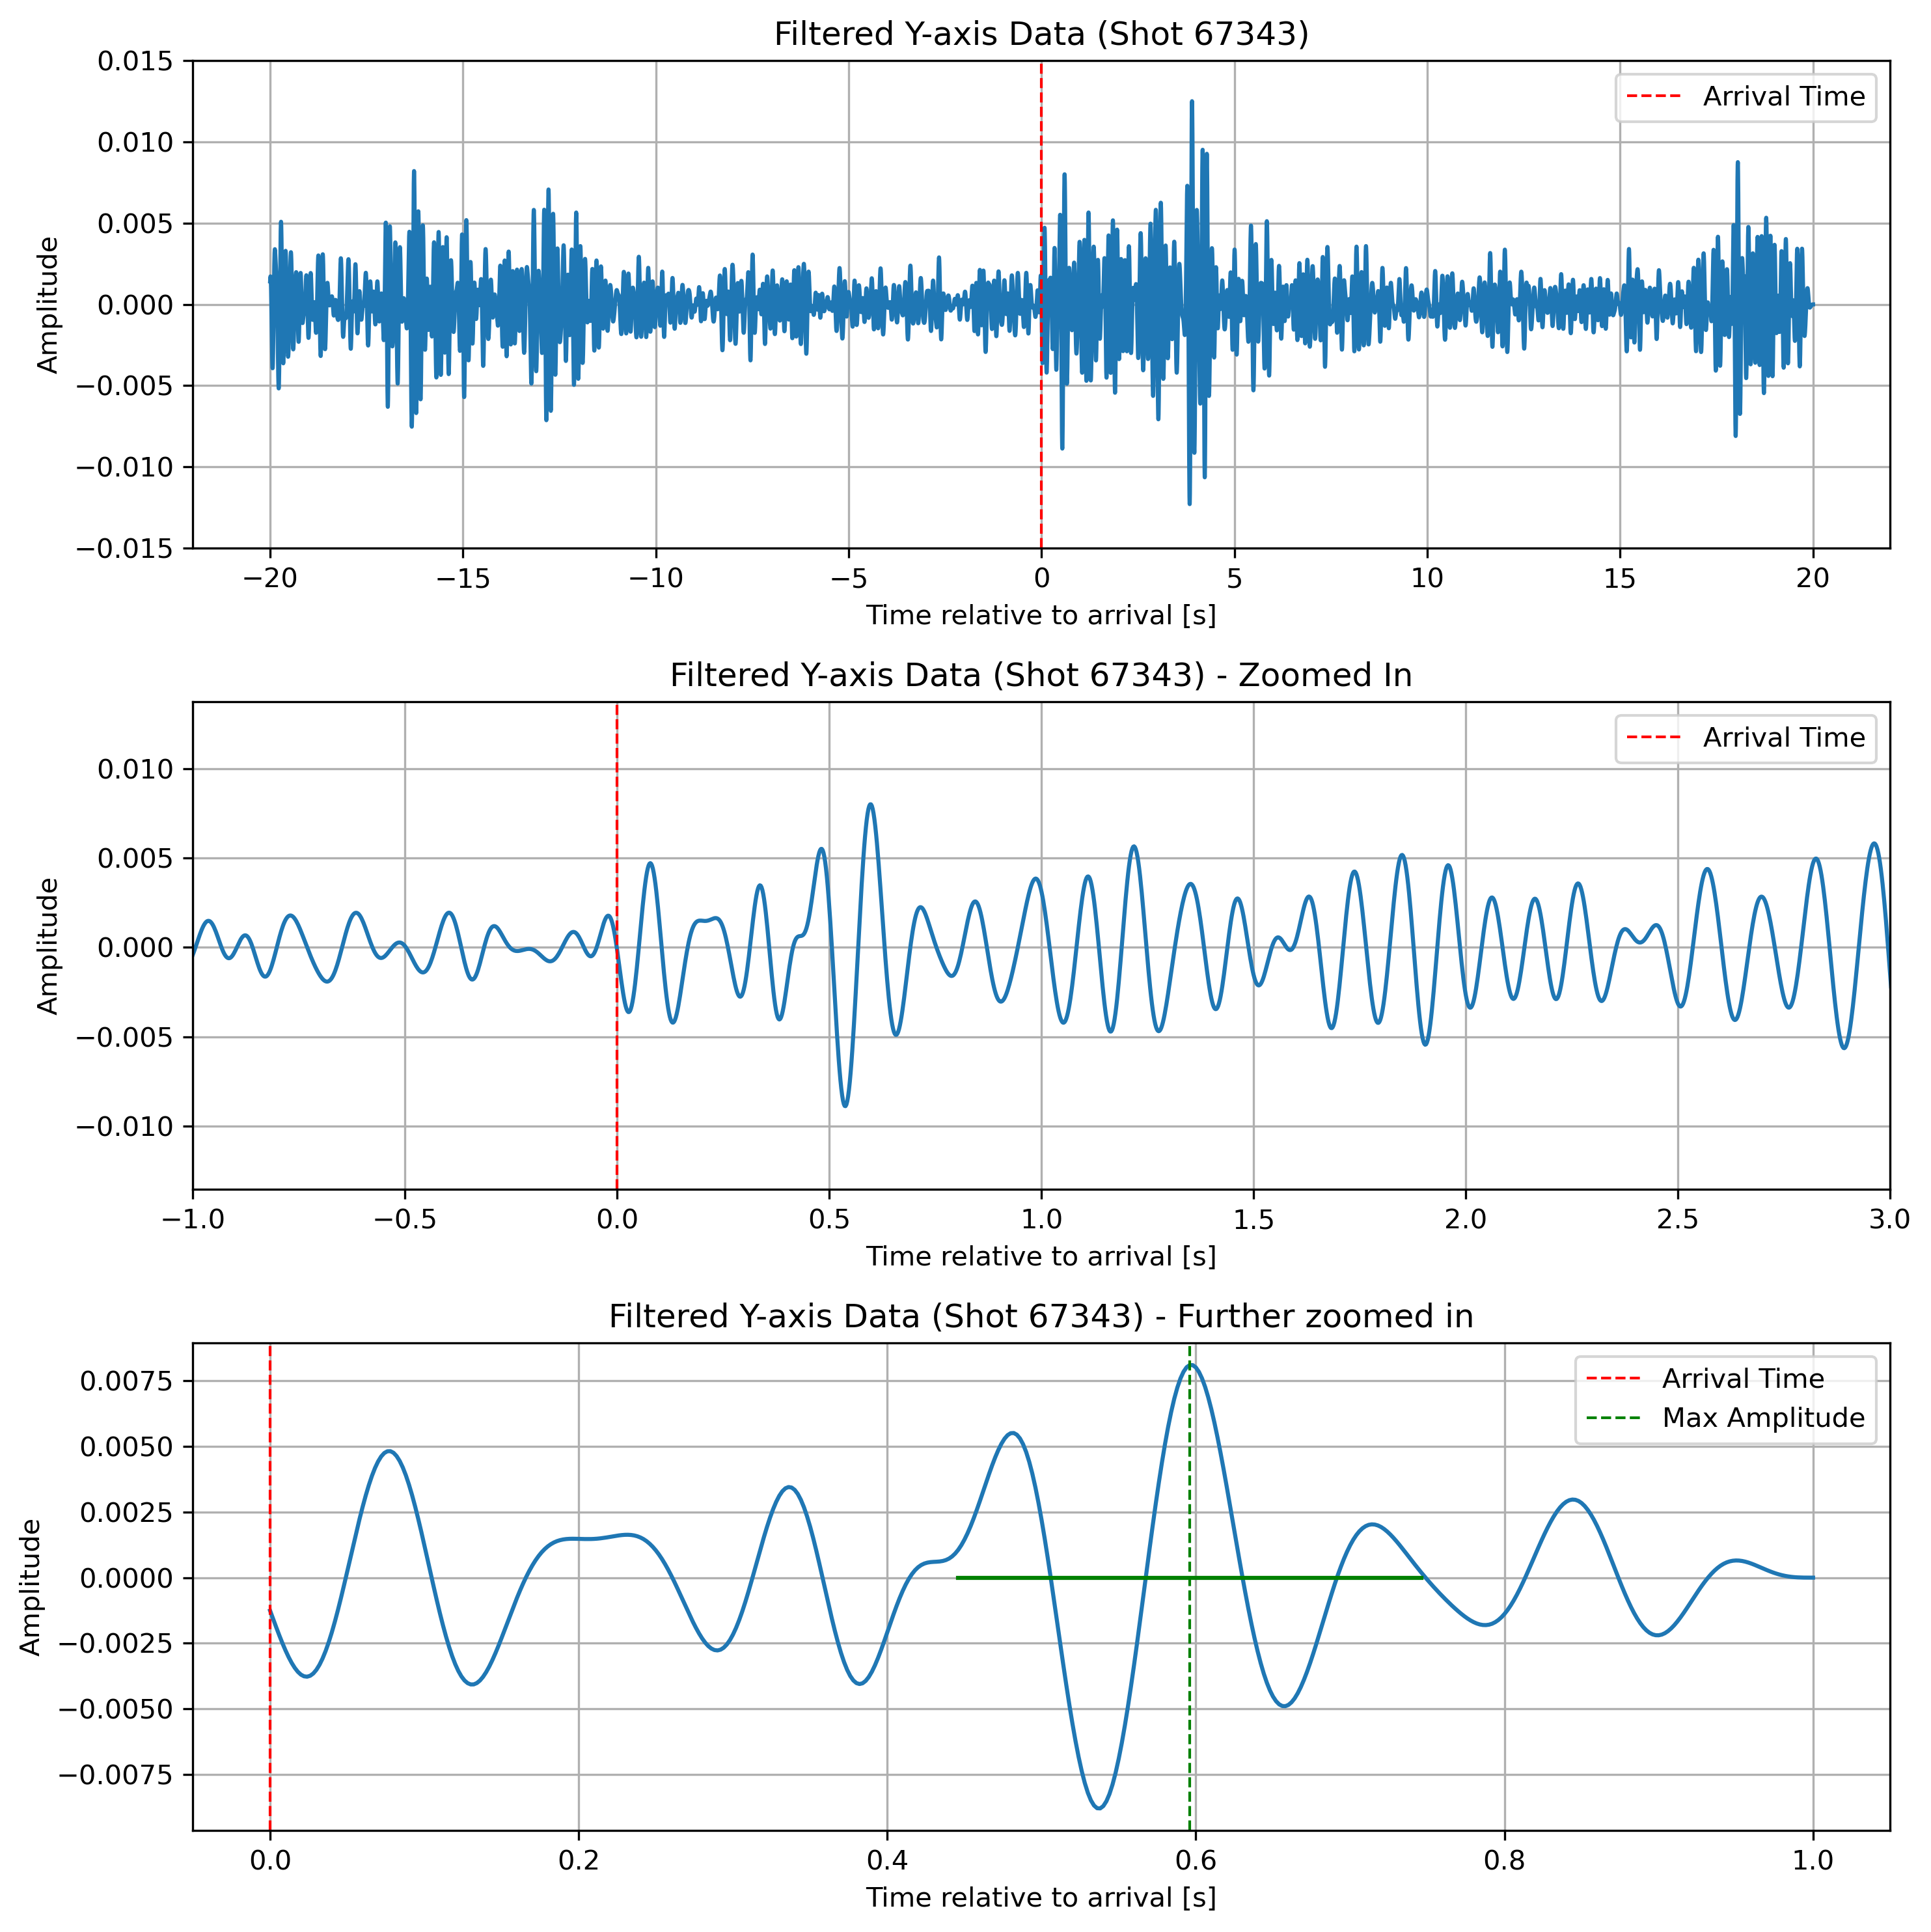 Filtered Y-axis Data (Shot 67343)
0.015
0.010
0.005
0.000
−0.005
−0.010
−0.015
Amplitude
Arrival Time
−20 −15 −10 −5 0 5 10 15 20
Time relative to arrival [s]
Filtered Y-axis Data (Shot 67343) - Zoomed In
0.010
0.005
0.000
−0.005
−0.010
Amplitude
Arrival Time
−1.0 −0.5 0.0 0.5 1.0 1.5 2.0 2.5 3.0
Time relative to arrival [s]
Filtered Y-axis Data (Shot 67343) - Further zoomed in
0.0075
0.0050
0.0025
0.0000
−0.0025
−0.0050
−0.0075
Amplitude
Arrival Time
Max Amplitude
0.0 0.2 0.4 0.6 0.8 1.0
Time relative to arrival [s]